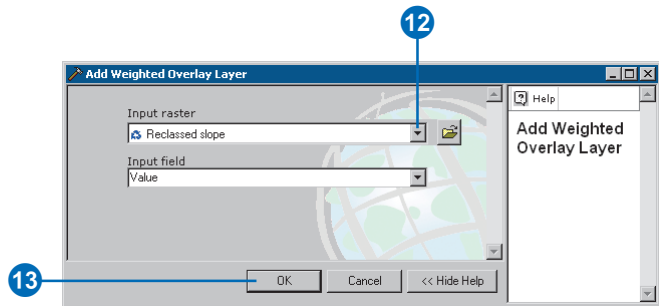 12
Add Weighted Overlay Layer
Input raster
Reclassed slope
Input field
Value
? Help
Add Weighted
Overlay Layer
13
OK
Cancel
<< Hide Help